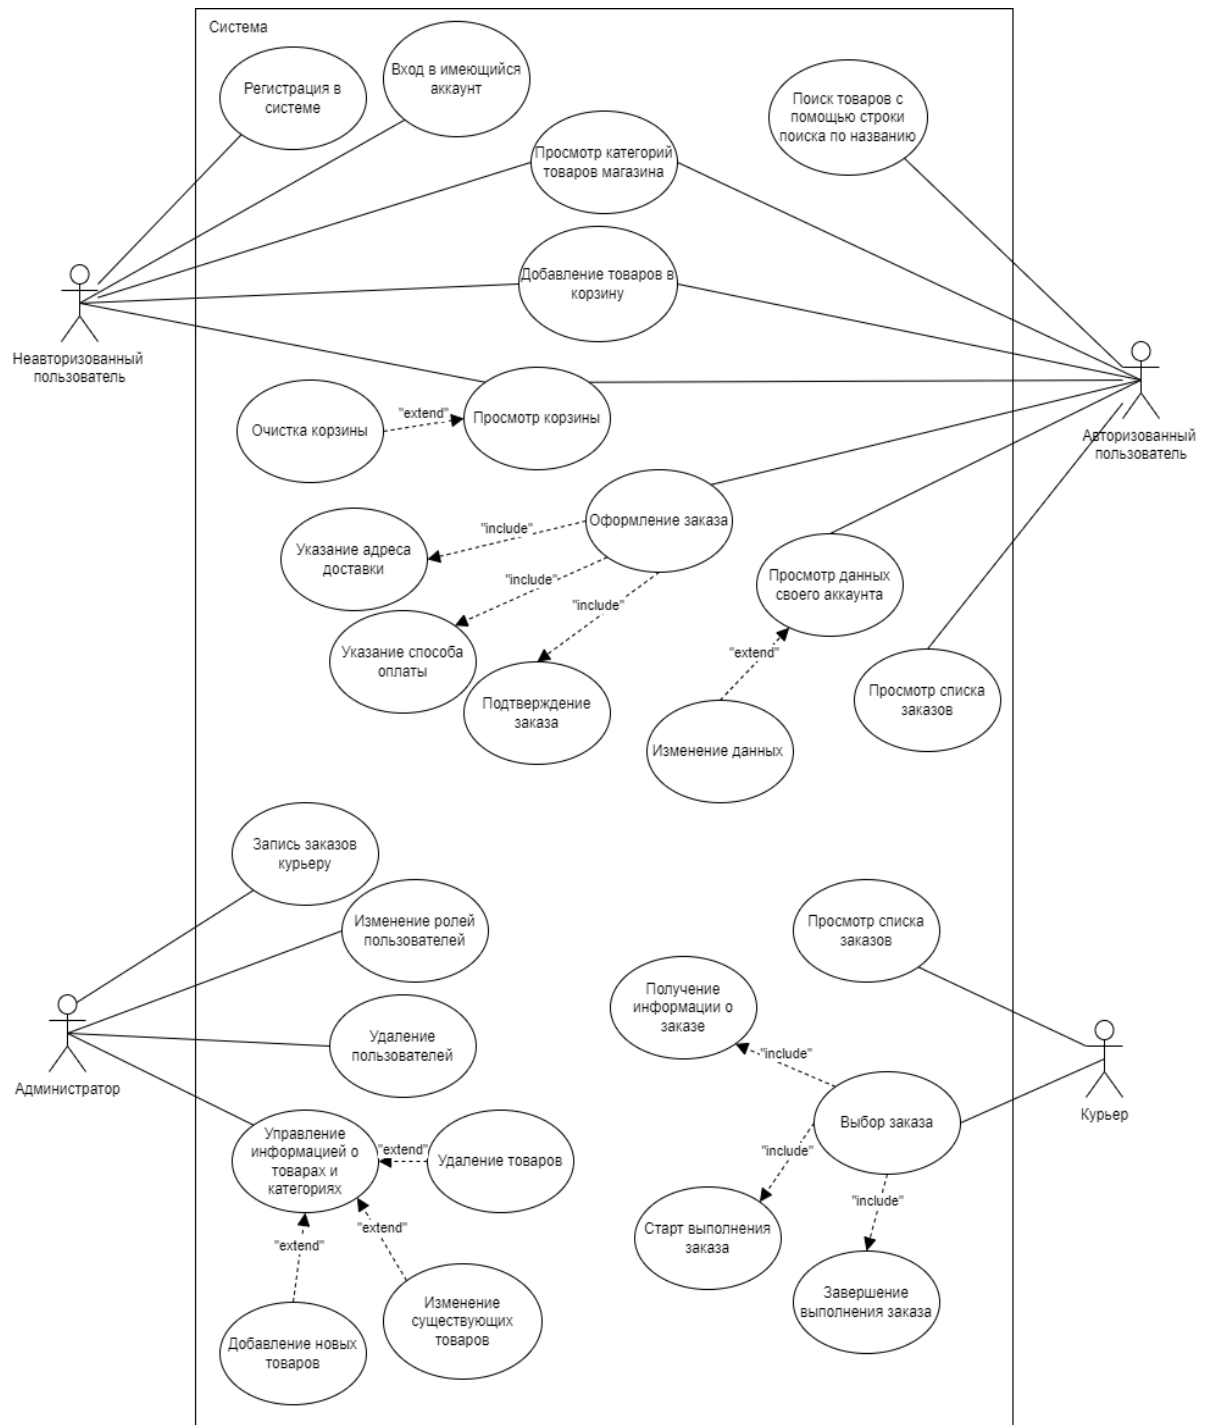 Система
Вход в имеющийся
аккаунт
Регистрация в
системе
Поиск товаров с
помощью строки
поиска по названию
Просмотр категорий
товаров магазина
Добавление товаров в
корзину
Неавторизованный
пользователь
"extend"
Просмотр корзины
Очистка корзины
Авторизованный
пользователь
Оформление заказа
"include"
Указание адреса
доставки
"include"
Просмотр данных
своего аккаунта
"include"
Указание способа
оплаты
"extend"
Просмотр списка
заказов
Подтверждение
заказа
Изменение данных
Запись заказов
курьеру
Изменение ролей
пользователей
Просмотр списка
заказов
Получение
информации о
заказе
Удаление
пользователей
"include"
Администратор
Курьер
Выбор заказа
Управление
информацией о
товарах и
категориях
"extend"
Удаление товаров
"include"
"include"
"extend"
"extend"
Старт выполнения
заказа
Завершение
выполнения заказа
Изменение
существующих
товаров
Добавление новых
товаров